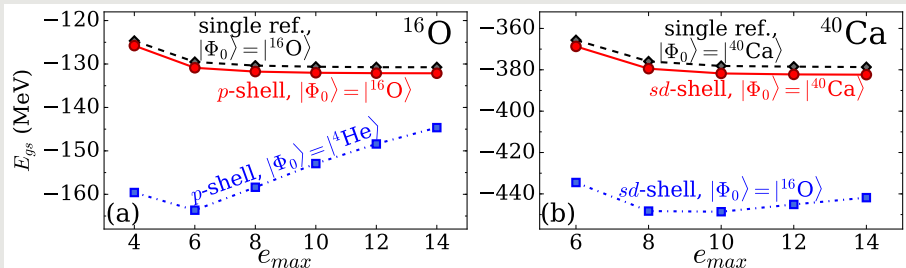 −120
−130
−140
−150
−160
E_gs (MeV)
single ref.,
|Φ₀⟩=|¹⁶O⟩
¹⁶O
p-shell, |Φ₀⟩=|¹⁶O⟩
p-shell, |Φ₀⟩=|⁴He⟩
(a)
4 6 8 10 12 14
e_max
−360
−380
−400
−420
−440
single ref.,
|Φ₀⟩=|⁴⁰Ca⟩
⁴⁰Ca
sd-shell, |Φ₀⟩=|⁴⁰Ca⟩
sd-shell, |Φ₀⟩=|¹⁶O⟩
(b)
6 8 10 12 14
e_max